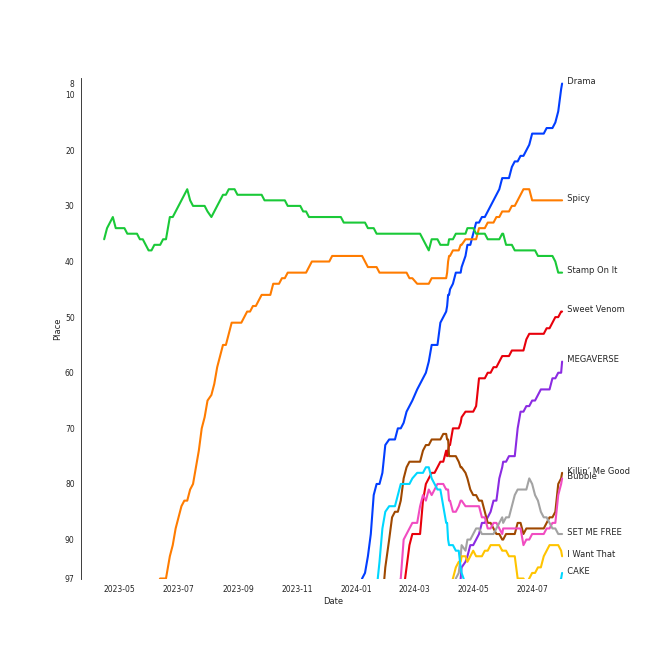 8
Drama
10
20
30
Spicy
40
Stamp On It
50
Sweet Venom
Place
60
MEGAVERSE
70
80
Killin' Me Good
Bubble
90
SET ME FREE
I Want That
97
CAKE
2023-05
2023-07
2023-09
2023-11
2024-01
2024-03
2024-05
2024-07
Date